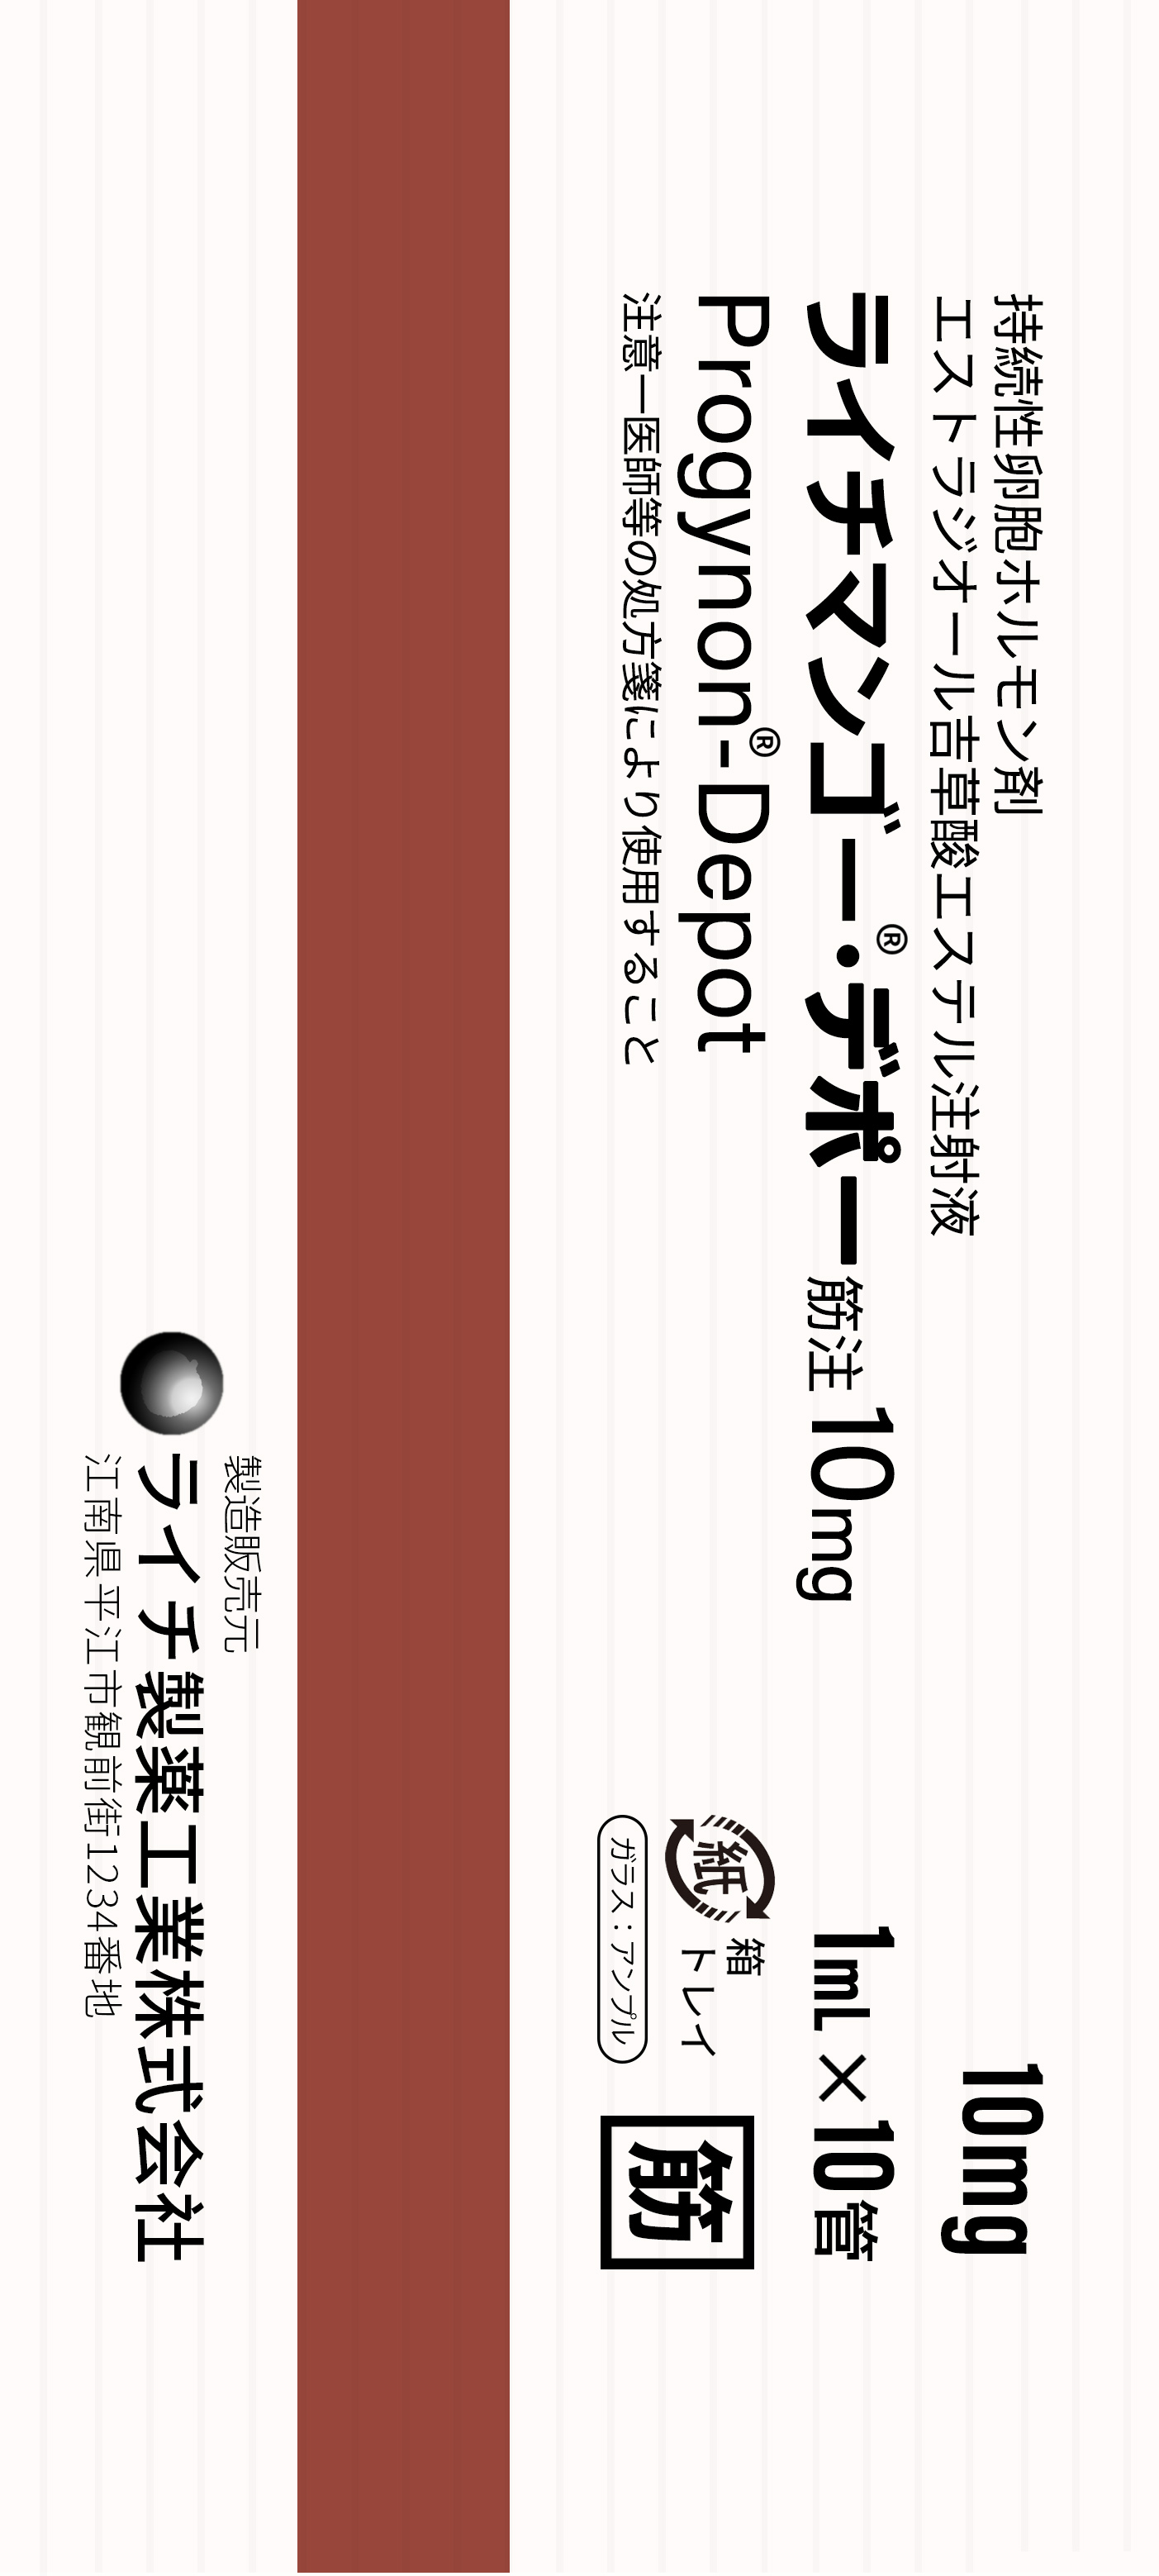 持続性卵胞ホルモン剤
エストラジオール吉草酸エステル注射液
10mg
ライチマンゴー・デポー®筋注10mg
1mL×10管
Progynon®-Depot
注意ー医師等の処方箋により使用すること
紙
箱
トレイ
ガラス:アンプル
筋
製造販売元
ライチ製薬工業株式会社
江南県平江市観前街1234番地